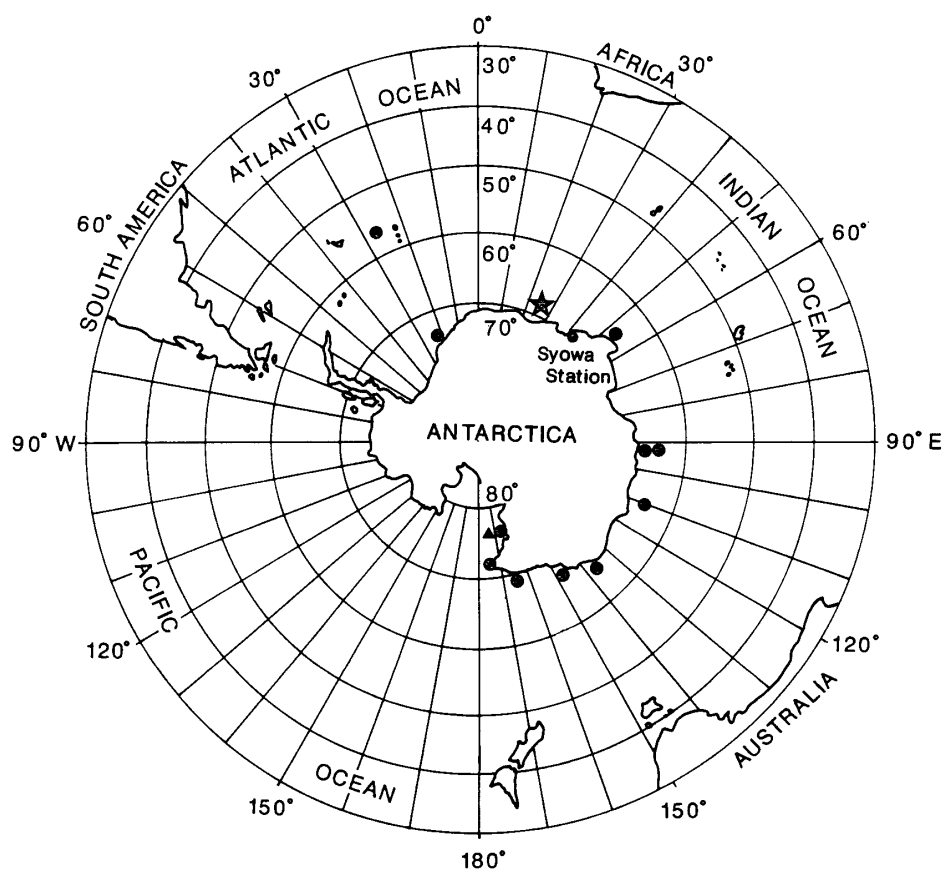 0°
30°
AFRICA
30°
30°
OCEAN
40°
ATLANTIC
50°
INDIAN
SOUTH AMERICA
60°
60°
60°
OCEAN
70°
Syowa
Station
90° W
ANTARCTICA
90° E
80°
PACIFIC
120°
120°
AUSTRALIA
OCEAN
150°
150°
180°